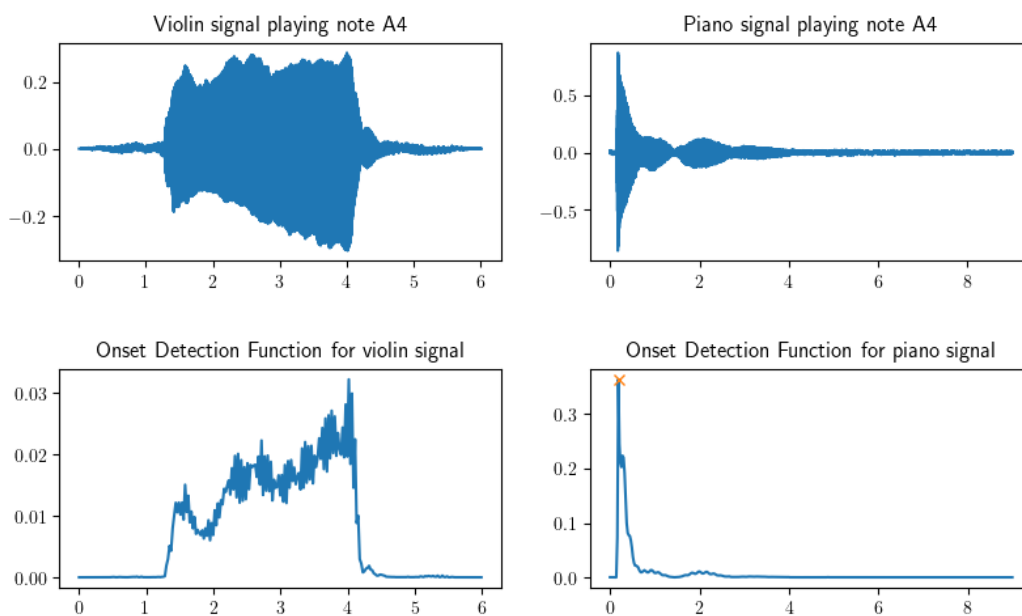 Violin signal playing note A4
0.2
0.0
−0.2
0 1 2 3 4 5 6
Piano signal playing note A4
0.5
0.0
−0.5
0 2 4 6 8
Onset Detection Function for violin signal
0.03
0.02
0.01
0.00
0 1 2 3 4 5 6
Onset Detection Function for piano signal
0.3
0.2
0.1
0.0
0 2 4 6 8